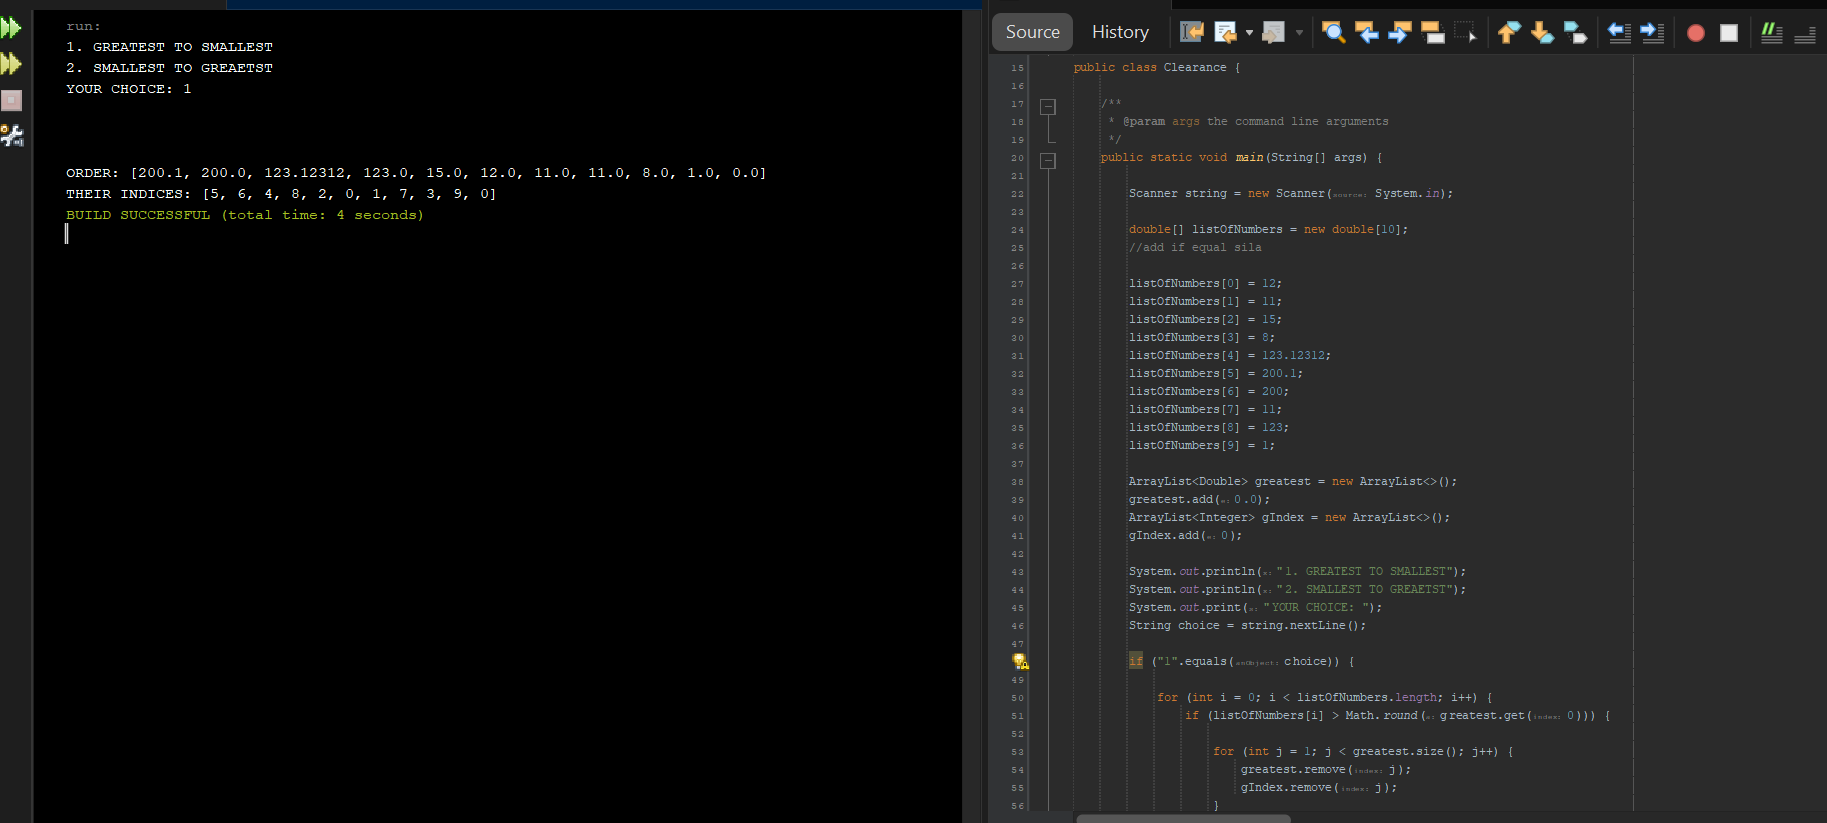 run:
1. GREATEST TO SMALLEST
2. SMALLEST TO GREAETST
YOUR CHOICE: 1
ORDER: [200.1, 200.0, 123.12312, 123.0, 15.0, 12.0, 11.0, 11.0, 8.0, 1.0, 0.0]
THEIR INDICES: [5, 6, 4, 8, 2, 0, 1, 7, 3, 9, 0]
BUILD SUCCESSFUL (total time: 4 seconds)
Source History
15 public class Clearance {
16
17 /**
18 * @param args the command line arguments
19 */
20 public static void main(String[] args) {
21
22 Scanner string = new Scanner(source: System.in);
23
24 double[] listOfNumbers = new double[10];
25 //add if equal sila
26
27 listOfNumbers[0] = 12;
28 listOfNumbers[1] = 11;
29 listOfNumbers[2] = 15;
30 listOfNumbers[3] = 8;
31 listOfNumbers[4] = 123.12312;
32 listOfNumbers[5] = 200.1;
33 listOfNumbers[6] = 200;
34 listOfNumbers[7] = 11;
35 listOfNumbers[8] = 123;
36 listOfNumbers[9] = 1;
37
38 ArrayList<Double> greatest = new ArrayList<>();
39 greatest.add(e: 0.0);
40 ArrayList<Integer> gIndex = new ArrayList<>();
41 gIndex.add(e: 0);
42
43 System.out.println(x: "1. GREATEST TO SMALLEST");
44 System.out.println(x: "2. SMALLEST TO GREAETST");
45 System.out.print(s: "YOUR CHOICE: ");
46 String choice = string.nextLine();
47
if ("1".equals(anObject: choice)) {
49
50 for (int i = 0; i < listOfNumbers.length; i++) {
51 if (listOfNumbers[i] > Math.round(a: greatest.get(index: 0))) {
52
53 for (int j = 1; j < greatest.size(); j++) {
54 greatest.remove(index: j);
55 gIndex.remove(index: j);
56 }